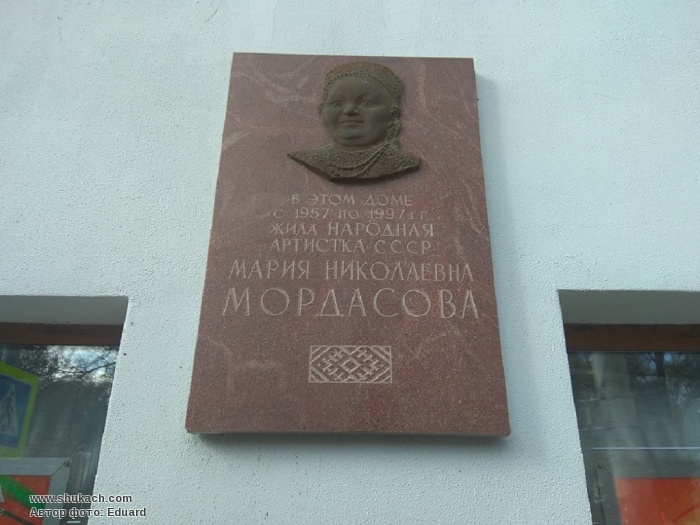 В ЭТОМ ДОМЕ
С 1957 ПО 1997 Г.Г.
ЖИЛА НАРОДНАЯ
АРТИСТКА СССР
МАРИЯ НИКОЛАЕВНА
МОРДАСОВА
www.shukach.com
Автор фото: Eduard